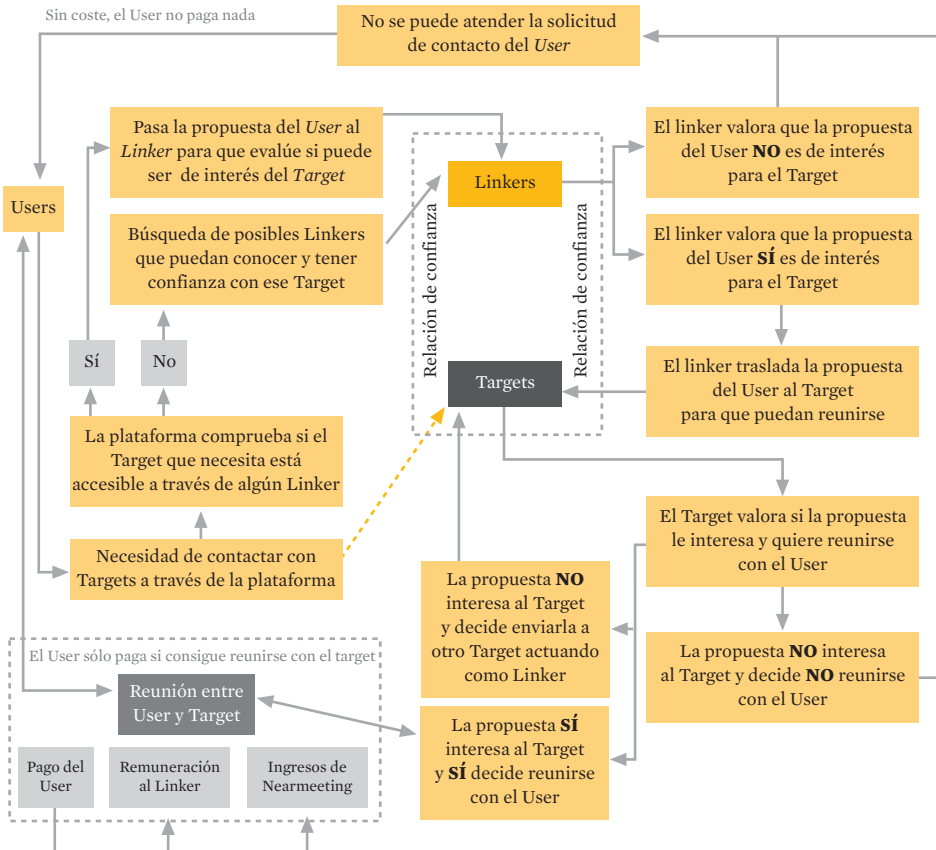 Sin coste, el User no paga nada
No se puede atender la solicitud
de contacto del User
Pasa la propuesta del User al
Linker para que evalúe si puede
ser de interés del Target
Linkers
El linker valora que la propuesta
del User NO es de interés
para el Target
Users
Búsqueda de posibles Linkers
que puedan conocer y tener
confianza con ese Target
Relación de confianza
Relación de confianza
El linker valora que la propuesta
del User SÍ es de interés
para el Target
Sí
No
Targets
El linker traslada la propuesta
del User al Target
para que puedan reunirse
La plataforma comprueba si el
Target que necesita está
accesible a través de algún Linker
Necesidad de contactar con
Targets a través de la plataforma
El Target valora si la propuesta
le interesa y quiere reunirse
con el User
La propuesta NO
interesa al Target
y decide enviarla a
otro Target actuando
como Linker
La propuesta NO interesa
al Target y decide NO reunirse
con el User
El User sólo paga si consigue reunirse con el target
Reunión entre
User y Target
La propuesta SÍ
interesa al Target
y SÍ decide reunirse
con el User
Pago del
User
Remuneración
al Linker
Ingresos de
Nearmeeting